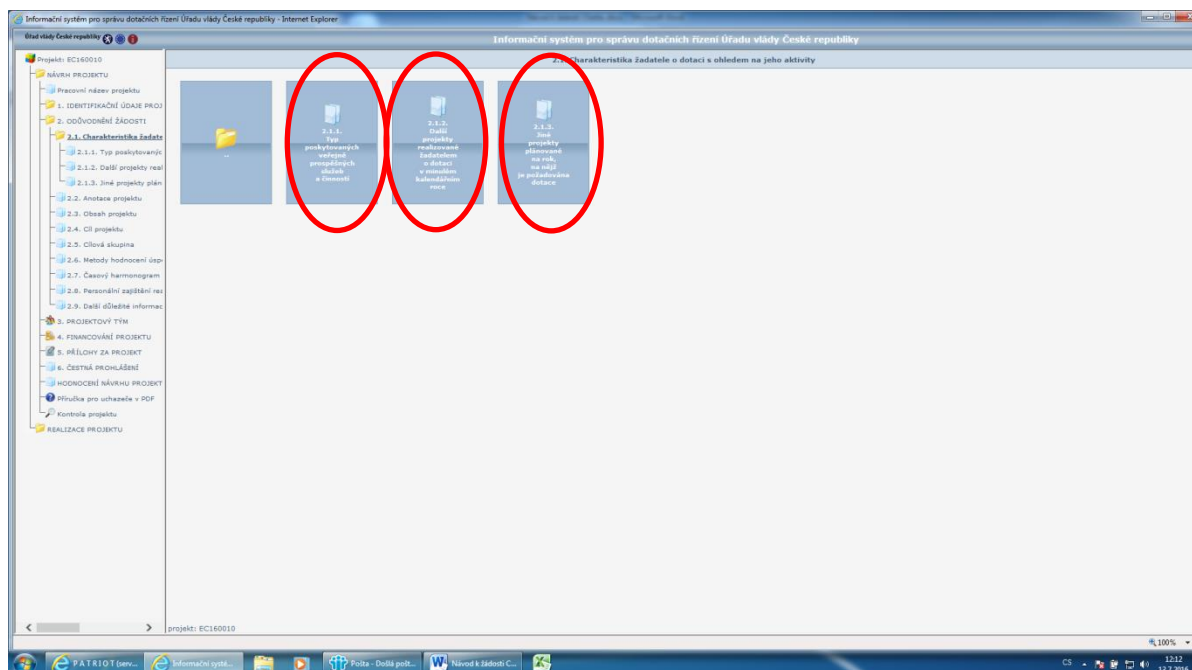 Informační systém pro správu dotačních řízení Úřadu vlády České republiky - Internet Explorer
Úřad vlády České republiky
Informační systém pro správu dotačních řízení Úřadu vlády České republiky
2.1. Charakteristika žadatele o dotaci s ohledem na jeho aktivity
Projekt: EC160010
NÁVRH PROJEKTU
Pracovní název projektu
1. IDENTIFIKAČNÍ ÚDAJE PROJ
2. ODŮVODNĚNÍ ŽÁDOSTI
2.1. Charakteristika žadate
2.1.1. Typ poskytovanýc
2.1.2. Další projekty real
2.1.3. Jiné projekty plán
2.2. Anotace projektu
2.3. Obsah projektu
2.4. Cíl projektu
2.5. Cílová skupina
2.6. Metody hodnocení úsp
2.7. Časový harmonogram
2.8. Personální zajištění rea
2.9. Další důležité informac
3. PROJEKTOVÝ TÝM
4. FINANCOVÁNÍ PROJEKTU
5. PŘÍLOHY ZA PROJEKT
6. ČESTNÁ PROHLÁŠENÍ
HODNOCENÍ NÁVRHU PROJEKT
Příručka pro uchazeče v PDF
Kontrola projektu
REALIZACE PROJEKTU
..
2.1.1.
Typ
poskytovaných
veřejně
prospěšných
služeb
a činností
2.1.2.
Další
projekty
realizované
žadatelem
o dotaci
v minulém
kalendářním
roce
2.1.3.
Jiné
projekty
plánované
na rok,
na nějž
je požadována
dotace
projekt: EC160010
100%
P A T R I O T (serv...
Informační systé...
Pošta - Došlá pošt...
Návod k žádosti C...
CS
12:12
12.7.2016